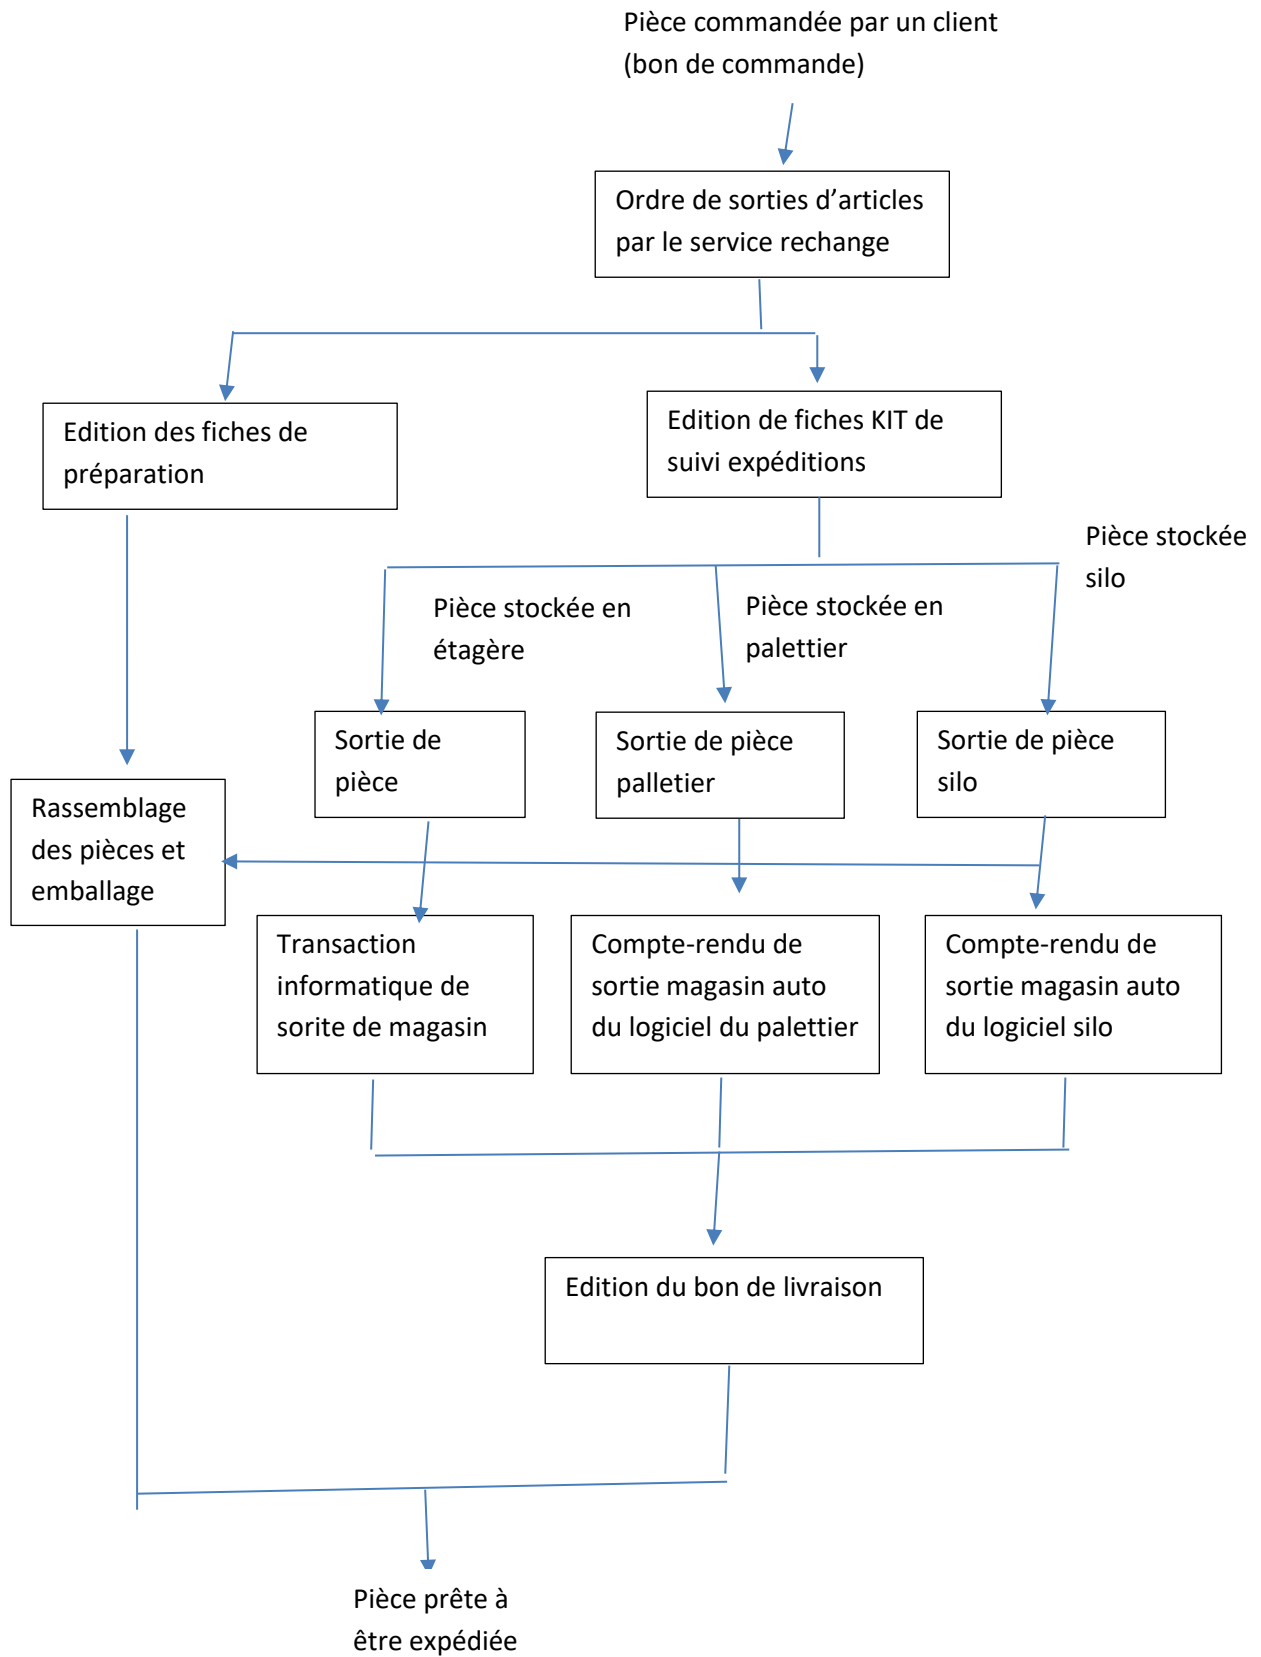 Pièce commandée par un client
(bon de commande)
Ordre de sorties d’articles
par le service rechange
Edition des fiches de
préparation
Edition de fiches KIT de
suivi expéditions
Pièce stockée
silo
Pièce stockée en
étagère
Pièce stockée en
palettier
Sortie de
pièce
Sortie de pièce
palletier
Sortie de pièce
silo
Rassemblage
des pièces et
emballage
Transaction
informatique de
sorite de magasin
Compte-rendu de
sortie magasin auto
du logiciel du palettier
Compte-rendu de
sortie magasin auto
du logiciel silo
Edition du bon de livraison
Pièce prête à
être expédiée